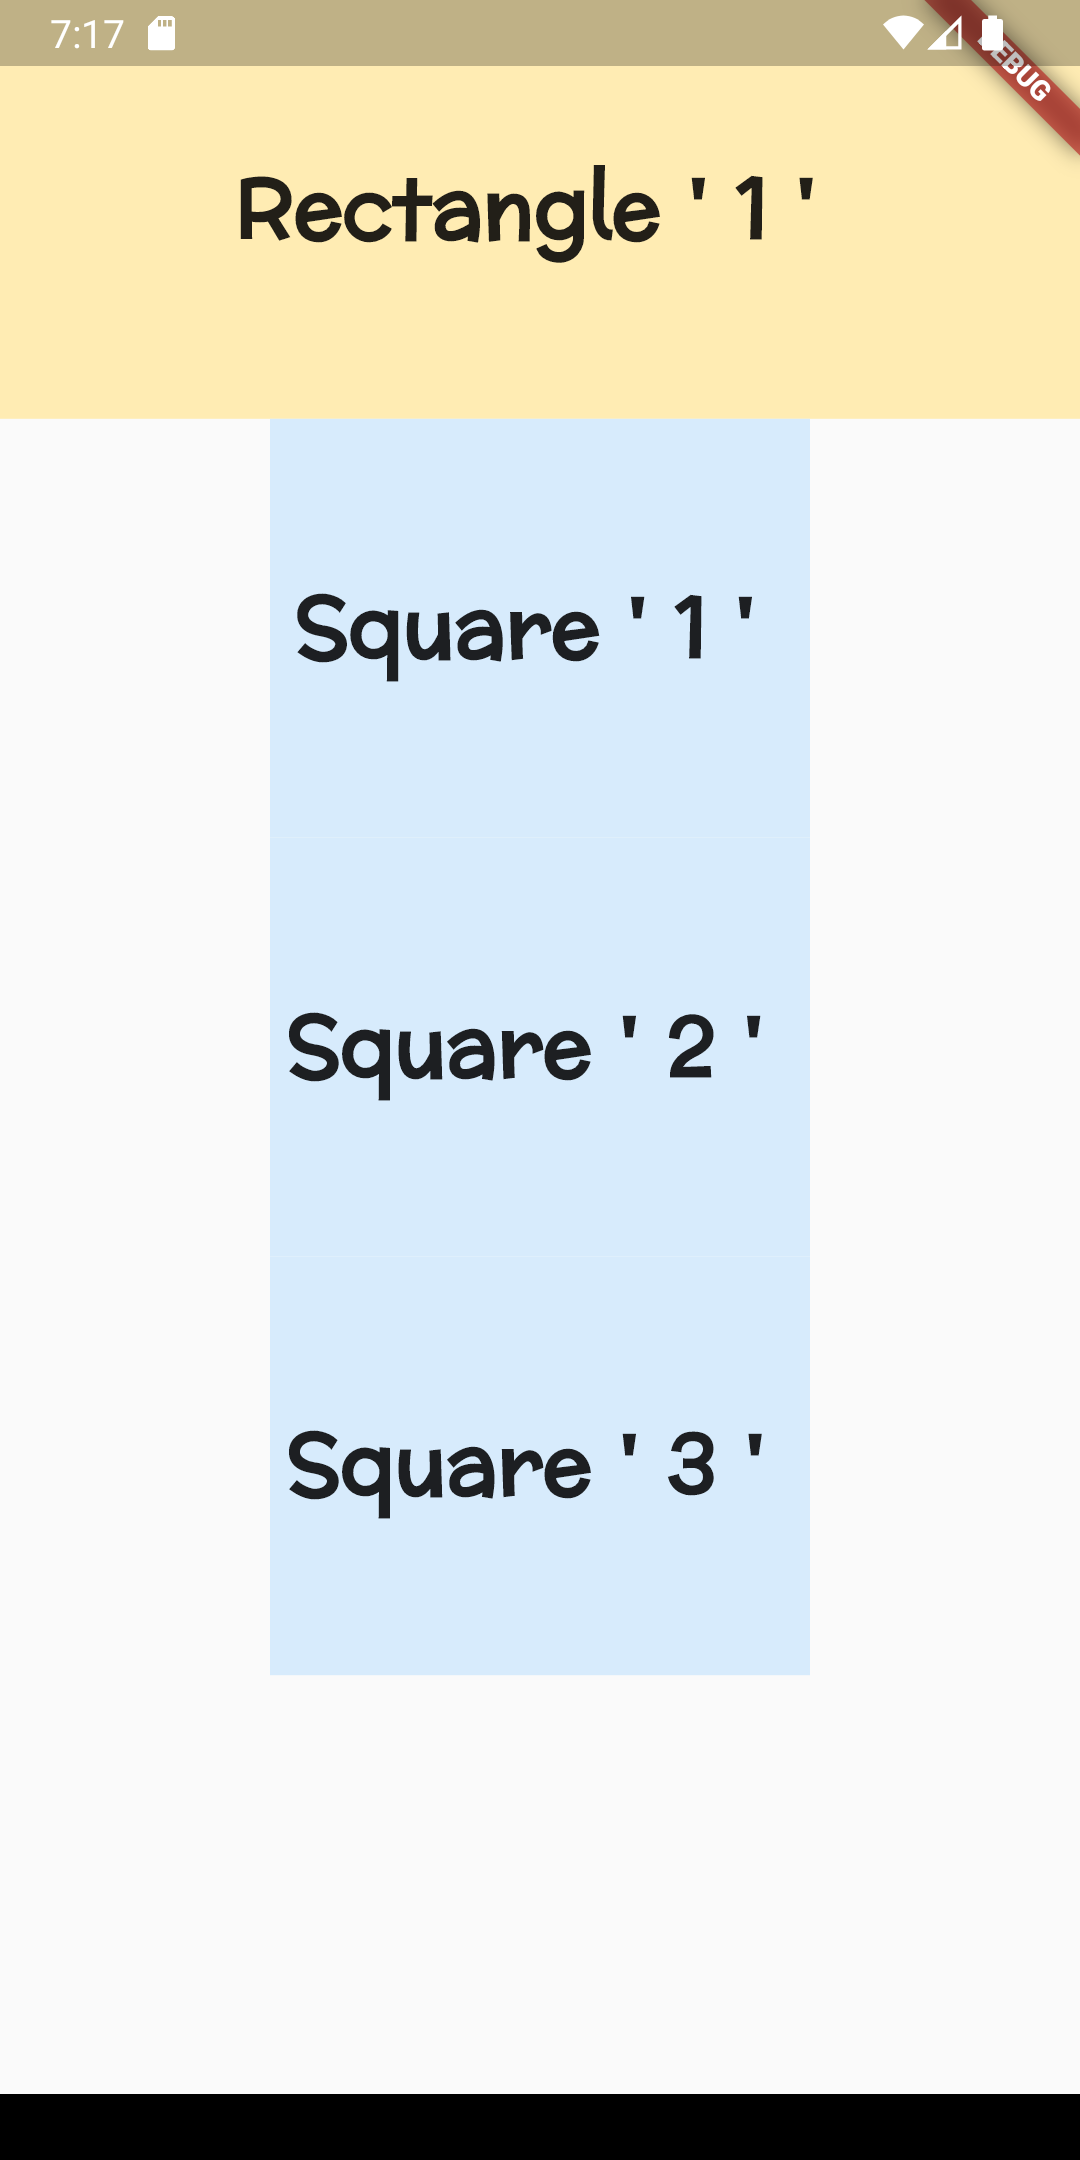 7:17
DEBUG
Rectangle ' 1 '
Square ' 1 '
Square ' 2 '
Square ' 3 '